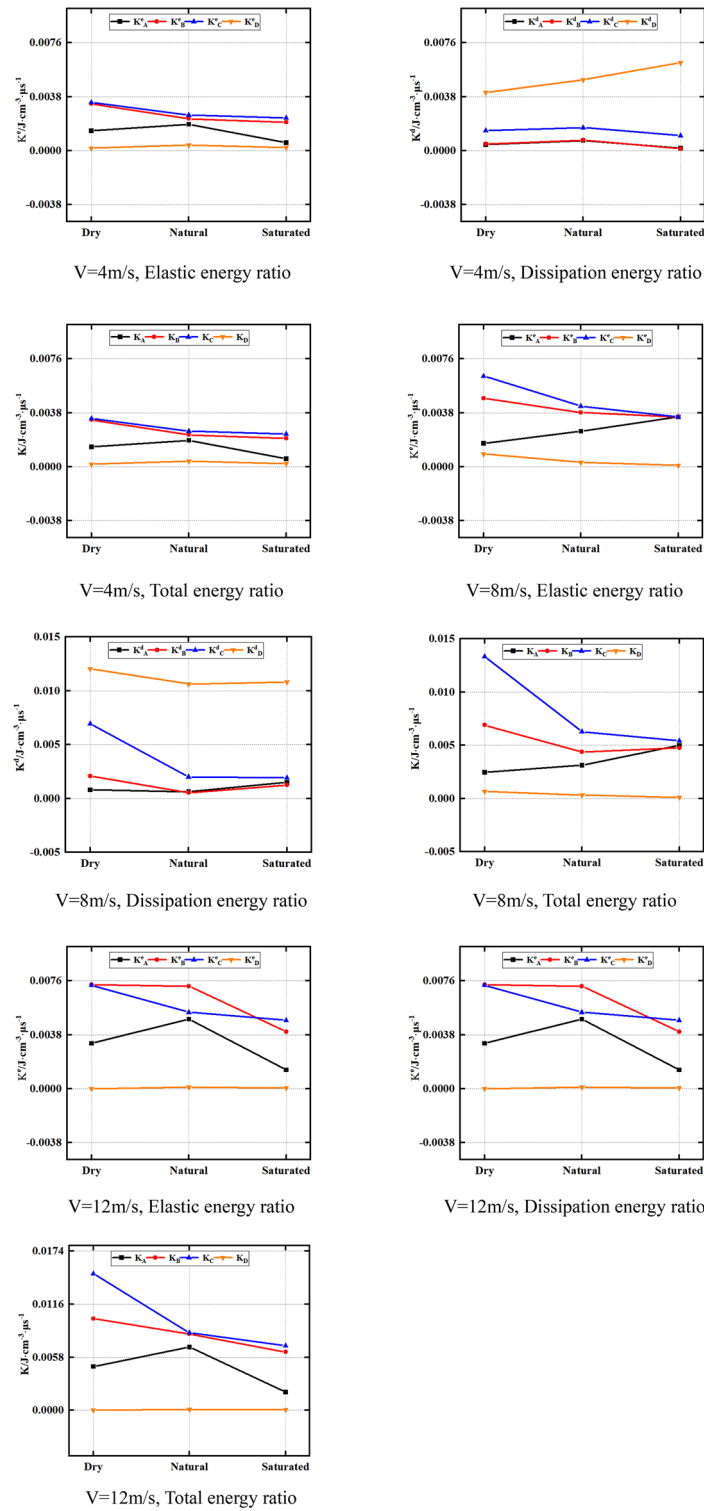 K^e_A K^e_B K^e_C K^e_D
0.0076
0.0038
0.0000
-0.0038
K^e/J·cm^-3·μs^-1
Dry Natural Saturated
V=4m/s, Elastic energy ratio
K^d_A K^d_B K^d_C K^d_D
0.0076
0.0038
0.0000
-0.0038
K^d/J·cm^-3·μs^-1
Dry Natural Saturated
V=4m/s, Dissipation energy ratio
K_A K_B K_C K_D
0.0076
0.0038
0.0000
-0.0038
K/J·cm^-3·μs^-1
Dry Natural Saturated
V=4m/s, Total energy ratio
K^e_A K^e_B K^e_C K^e_D
0.0076
0.0038
0.0000
-0.0038
K^e/J·cm^-3·μs^-1
Dry Natural Saturated
V=8m/s, Elastic energy ratio
K^d_A K^d_B K^d_C K^d_D
0.015
0.010
0.005
0.000
-0.005
K^d/J·cm^-3·μs^-1
Dry Natural Saturated
V=8m/s, Dissipation energy ratio
K_A K_B K_C K_D
0.015
0.010
0.005
0.000
-0.005
K/J·cm^-3·μs^-1
Dry Natural Saturated
V=8m/s, Total energy ratio
K^e_A K^e_B K^e_C K^e_D
0.0076
0.0038
0.0000
-0.0038
K^e/J·cm^-3·μs^-1
Dry Natural Saturated
V=12m/s, Elastic energy ratio
K^e_A K^e_B K^e_C K^e_D
0.0076
0.0038
0.0000
-0.0038
K^e/J·cm^-3·μs^-1
Dry Natural Saturated
V=12m/s, Dissipation energy ratio
K_A K_B K_C K_D
0.0174
0.0116
0.0058
0.0000
K/J·cm^-3·μs^-1
Dry Natural Saturated
V=12m/s, Total energy ratio